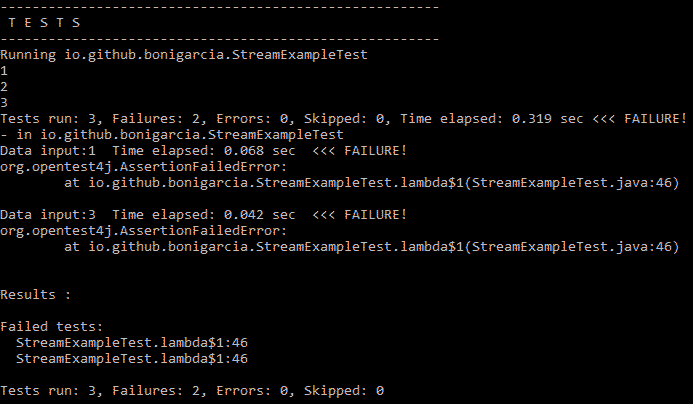 -------------------------------------------------------
 T E S T S
-------------------------------------------------------
Running io.github.bonigarcia.StreamExampleTest
1
2
3
Tests run: 3, Failures: 2, Errors: 0, Skipped: 0, Time elapsed: 0.319 sec <<< FAILURE!
- in io.github.bonigarcia.StreamExampleTest
Data input:1  Time elapsed: 0.068 sec  <<< FAILURE!
org.opentest4j.AssertionFailedError:
        at io.github.bonigarcia.StreamExampleTest.lambda$1(StreamExampleTest.java:46)

Data input:3  Time elapsed: 0.042 sec  <<< FAILURE!
org.opentest4j.AssertionFailedError:
        at io.github.bonigarcia.StreamExampleTest.lambda$1(StreamExampleTest.java:46)


Results :

Failed tests:
  StreamExampleTest.lambda$1:46
  StreamExampleTest.lambda$1:46

Tests run: 3, Failures: 2, Errors: 0, Skipped: 0